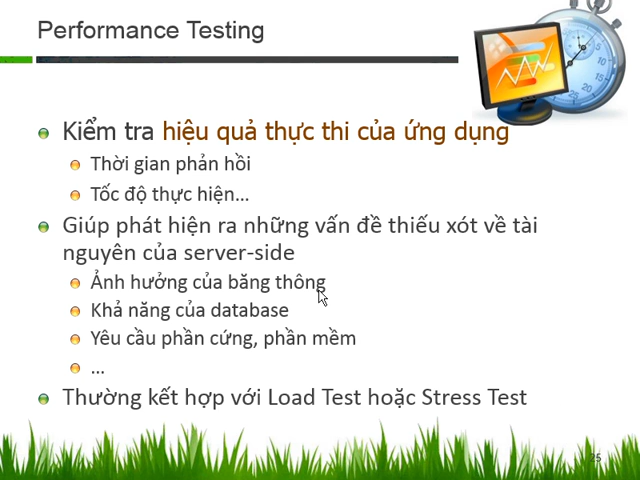 Performance Testing
Kiểm tra hiệu quả thực thi của ứng dụng
Thời gian phản hồi
Tốc độ thực hiện…
Giúp phát hiện ra những vấn đề thiếu xót về tài
nguyên của server-side
Ảnh hưởng của băng thông
Khả năng của database
Yêu cầu phần cứng, phần mềm
…
Thường kết hợp với Load Test hoặc Stress Test
25